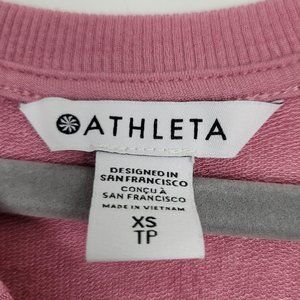 ATHLETA
DESIGNED IN
SAN FRANCISCO
CONÇU À
SAN FRANCISCO
MADE IN VIETNAM
XS
TP